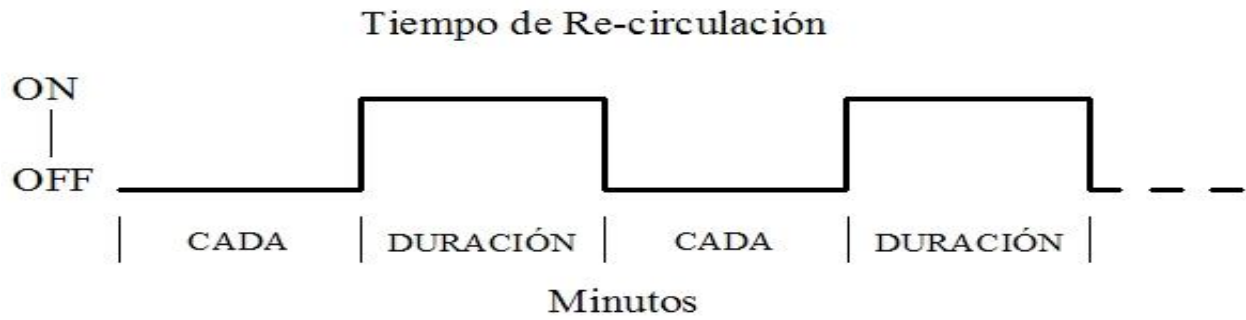 Tiempo de Re-circulación
ON
OFF
CADA DURACIÓN CADA DURACIÓN
Minutos